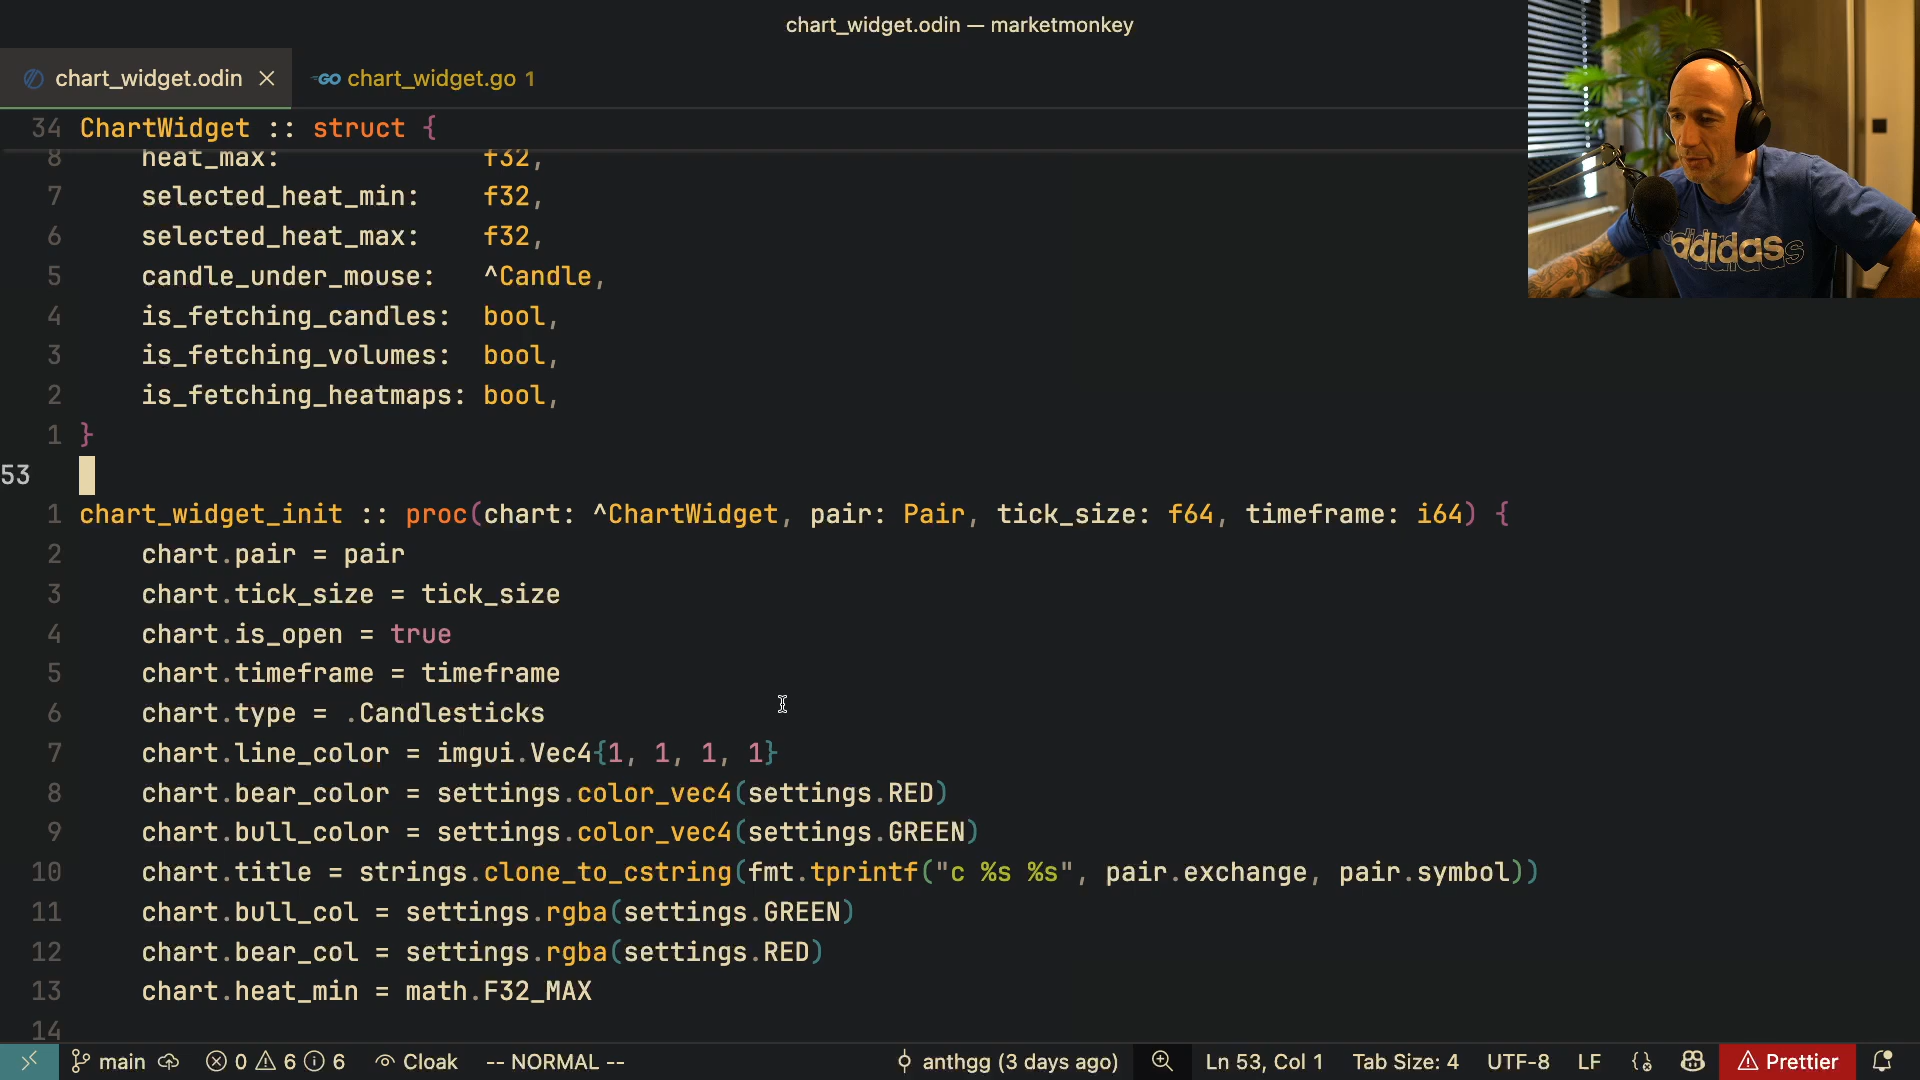 chart_widget.odin — marketmonkey
chart_widget.odin
GO chart_widget.go 1
34 ChartWidget :: struct {
8 heat_max: f32,
7 selected_heat_min: f32,
6 selected_heat_max: f32,
5 candle_under_mouse: ^Candle,
4 is_fetching_candles: bool,
3 is_fetching_volumes: bool,
2 is_fetching_heatmaps: bool,
1 }
53
1 chart_widget_init :: proc(chart: ^ChartWidget, pair: Pair, tick_size: f64, timeframe: i64) {
2 chart.pair = pair
3 chart.tick_size = tick_size
4 chart.is_open = true
5 chart.timeframe = timeframe
6 chart.type = .Candlesticks
7 chart.line_color = imgui.Vec4{1, 1, 1, 1}
8 chart.bear_color = settings.color_vec4(settings.RED)
9 chart.bull_color = settings.color_vec4(settings.GREEN)
10 chart.title = strings.clone_to_cstring(fmt.tprintf("c %s %s", pair.exchange, pair.symbol))
11 chart.bull_col = settings.rgba(settings.GREEN)
12 chart.bear_col = settings.rgba(settings.RED)
13 chart.heat_min = math.F32_MAX
14
main 0 6 6 Cloak -- NORMAL -- anthgg (3 days ago) Ln 53, Col 1 Tab Size: 4 UTF-8 LF Prettier
adidas